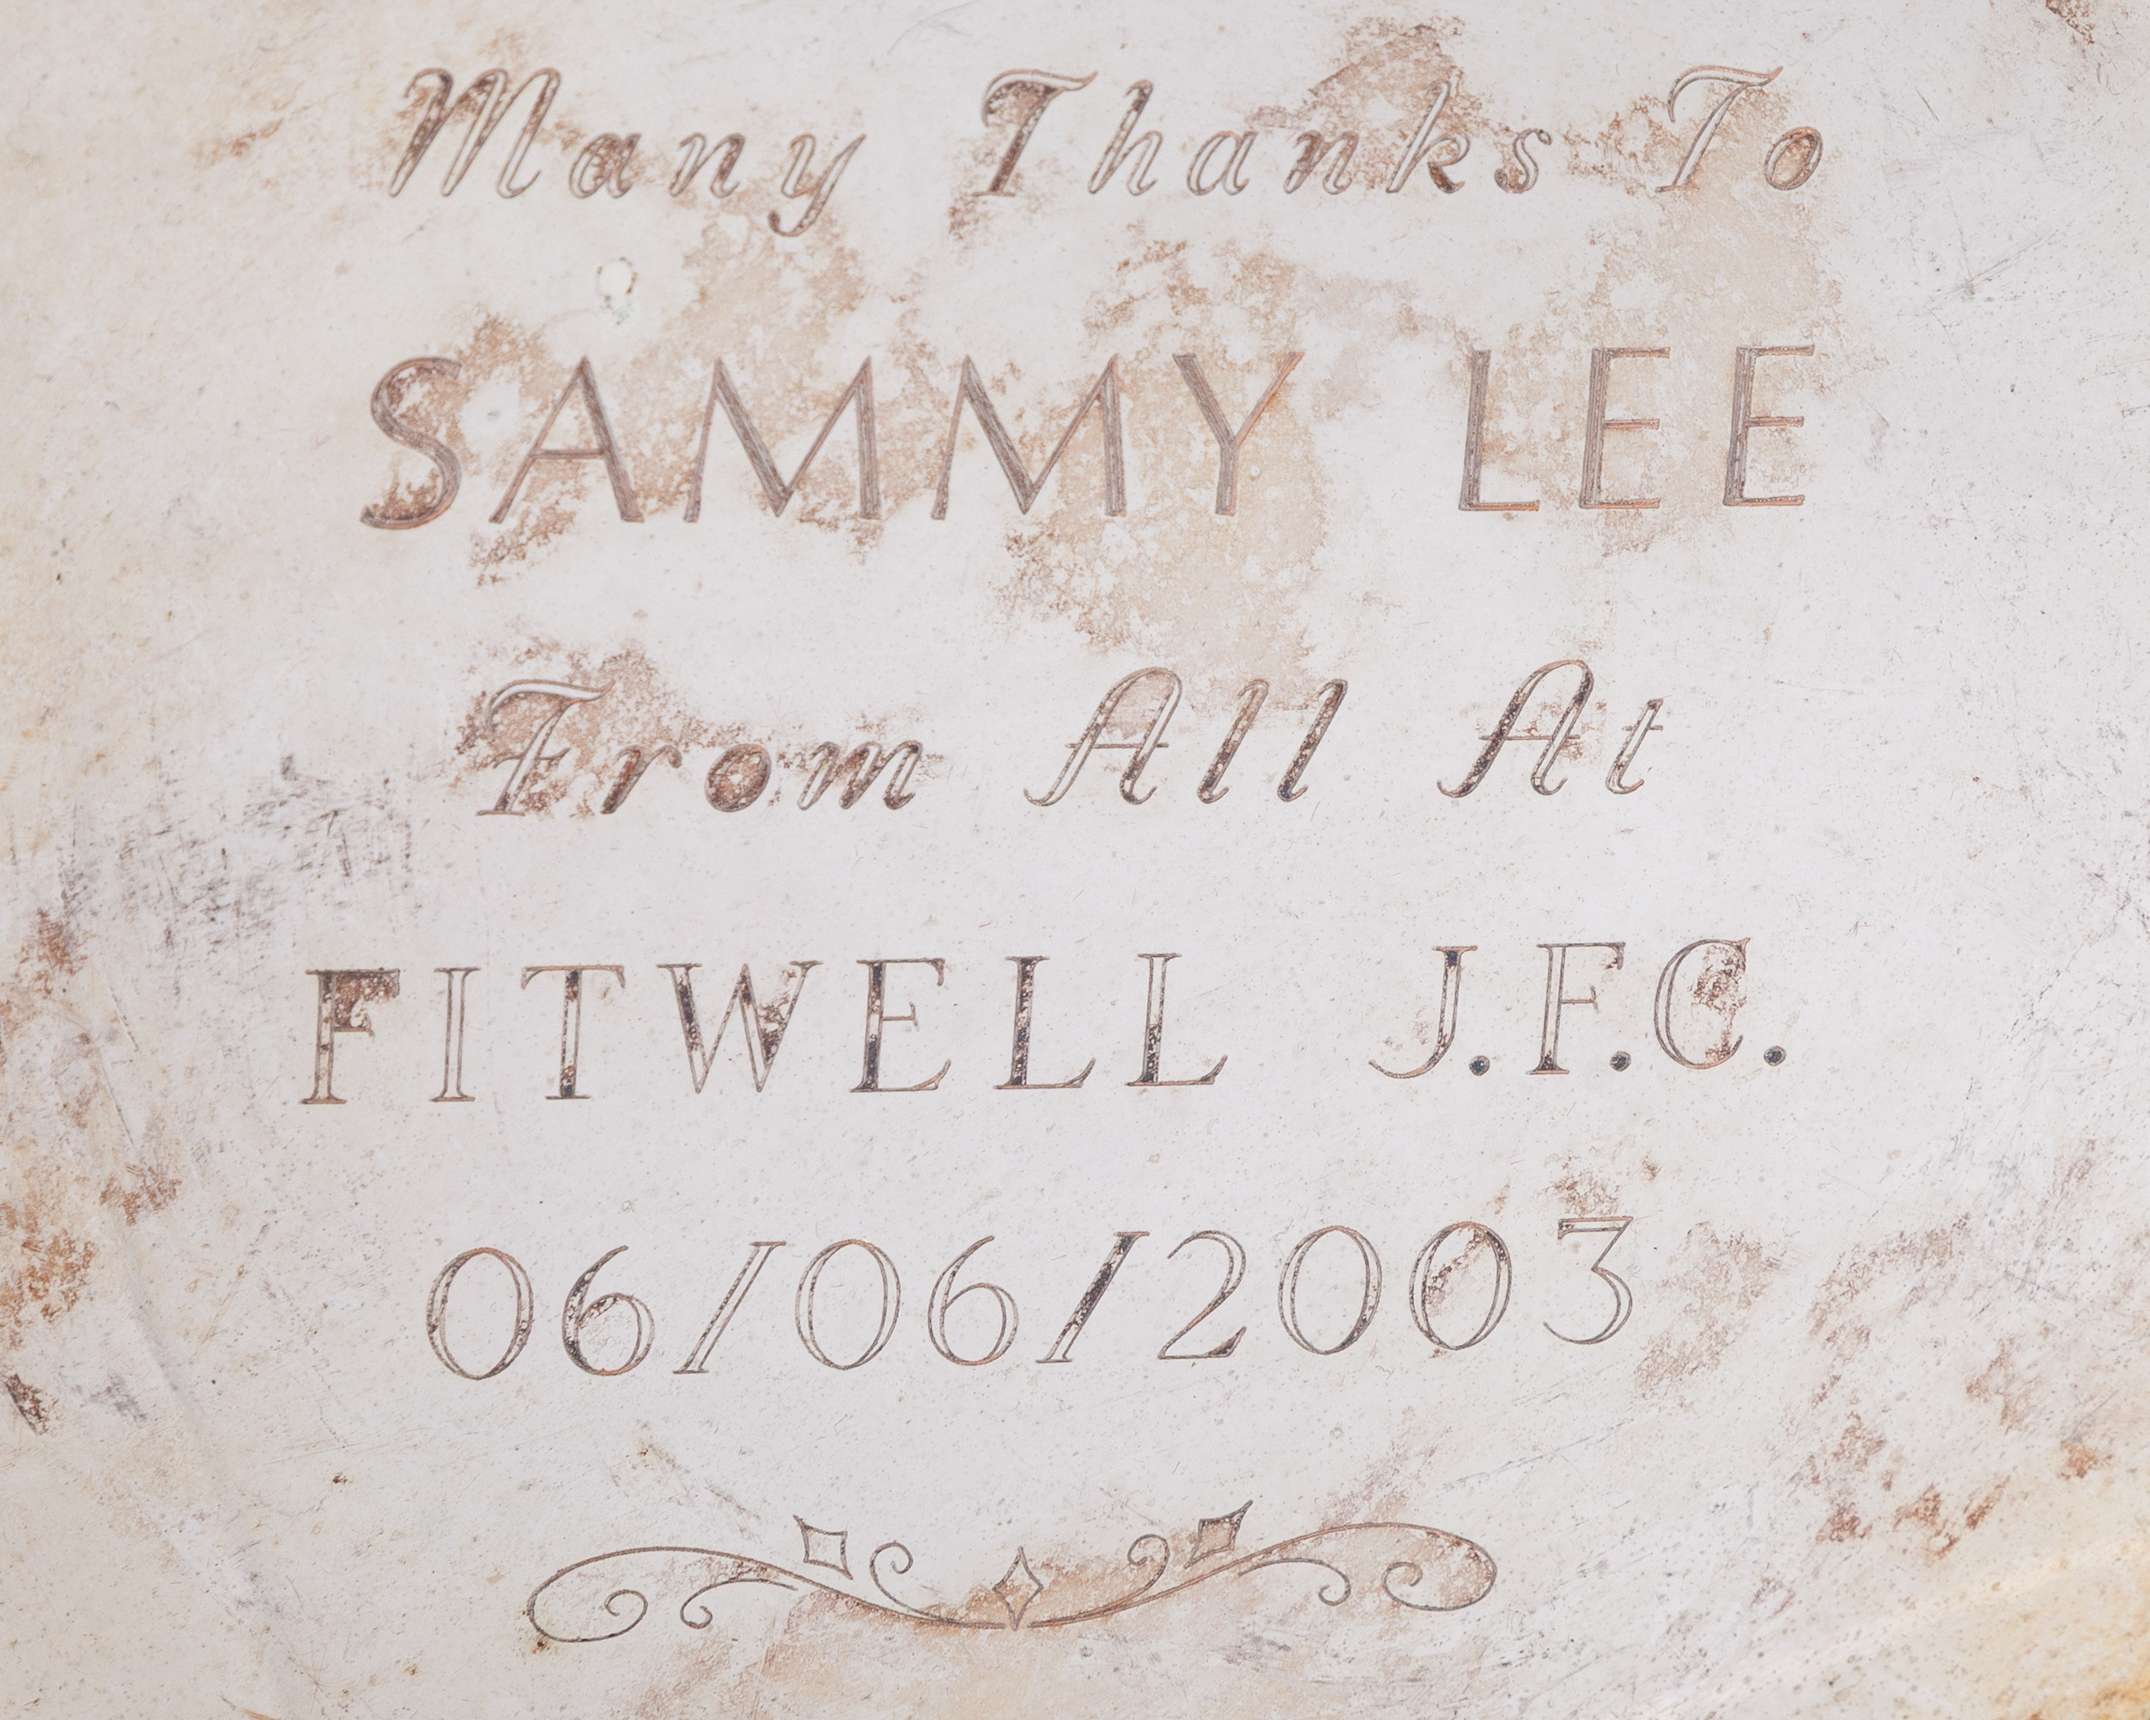 Many Thanks To
SAMMY LEE
From All At
FITWELL J.F.C.
06/06/2003